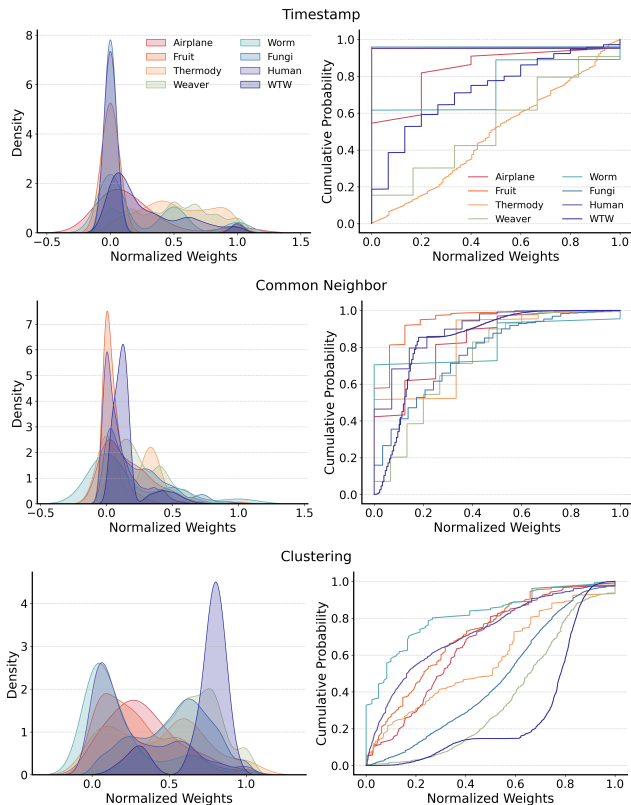 Timestamp
8
6
4
2
0
Density
Airplane
Fruit
Thermody
Weaver
Worm
Fungi
Human
WTW
−0.5
0.0
0.5
1.0
1.5
Normalized Weights
1.0
0.8
0.6
0.4
0.2
0.0
Cumulative Probability
Airplane
Fruit
Thermody
Weaver
Worm
Fungi
Human
WTW
0.0
0.2
0.4
0.6
0.8
1.0
Normalized Weights
Common Neighbor
7
6
5
4
3
2
1
0
Density
−0.5
0.0
0.5
1.0
1.5
Normalized Weights
1.0
0.8
0.6
0.4
0.2
0.0
Cumulative Probability
0.0
0.2
0.4
0.6
0.8
1.0
Normalized Weights
Clustering
4
3
2
1
0
Density
0.0
0.5
1.0
Normalized Weights
1.0
0.8
0.6
0.4
0.2
0.0
Cumulative Probability
0.0
0.2
0.4
0.6
0.8
1.0
Normalized Weights